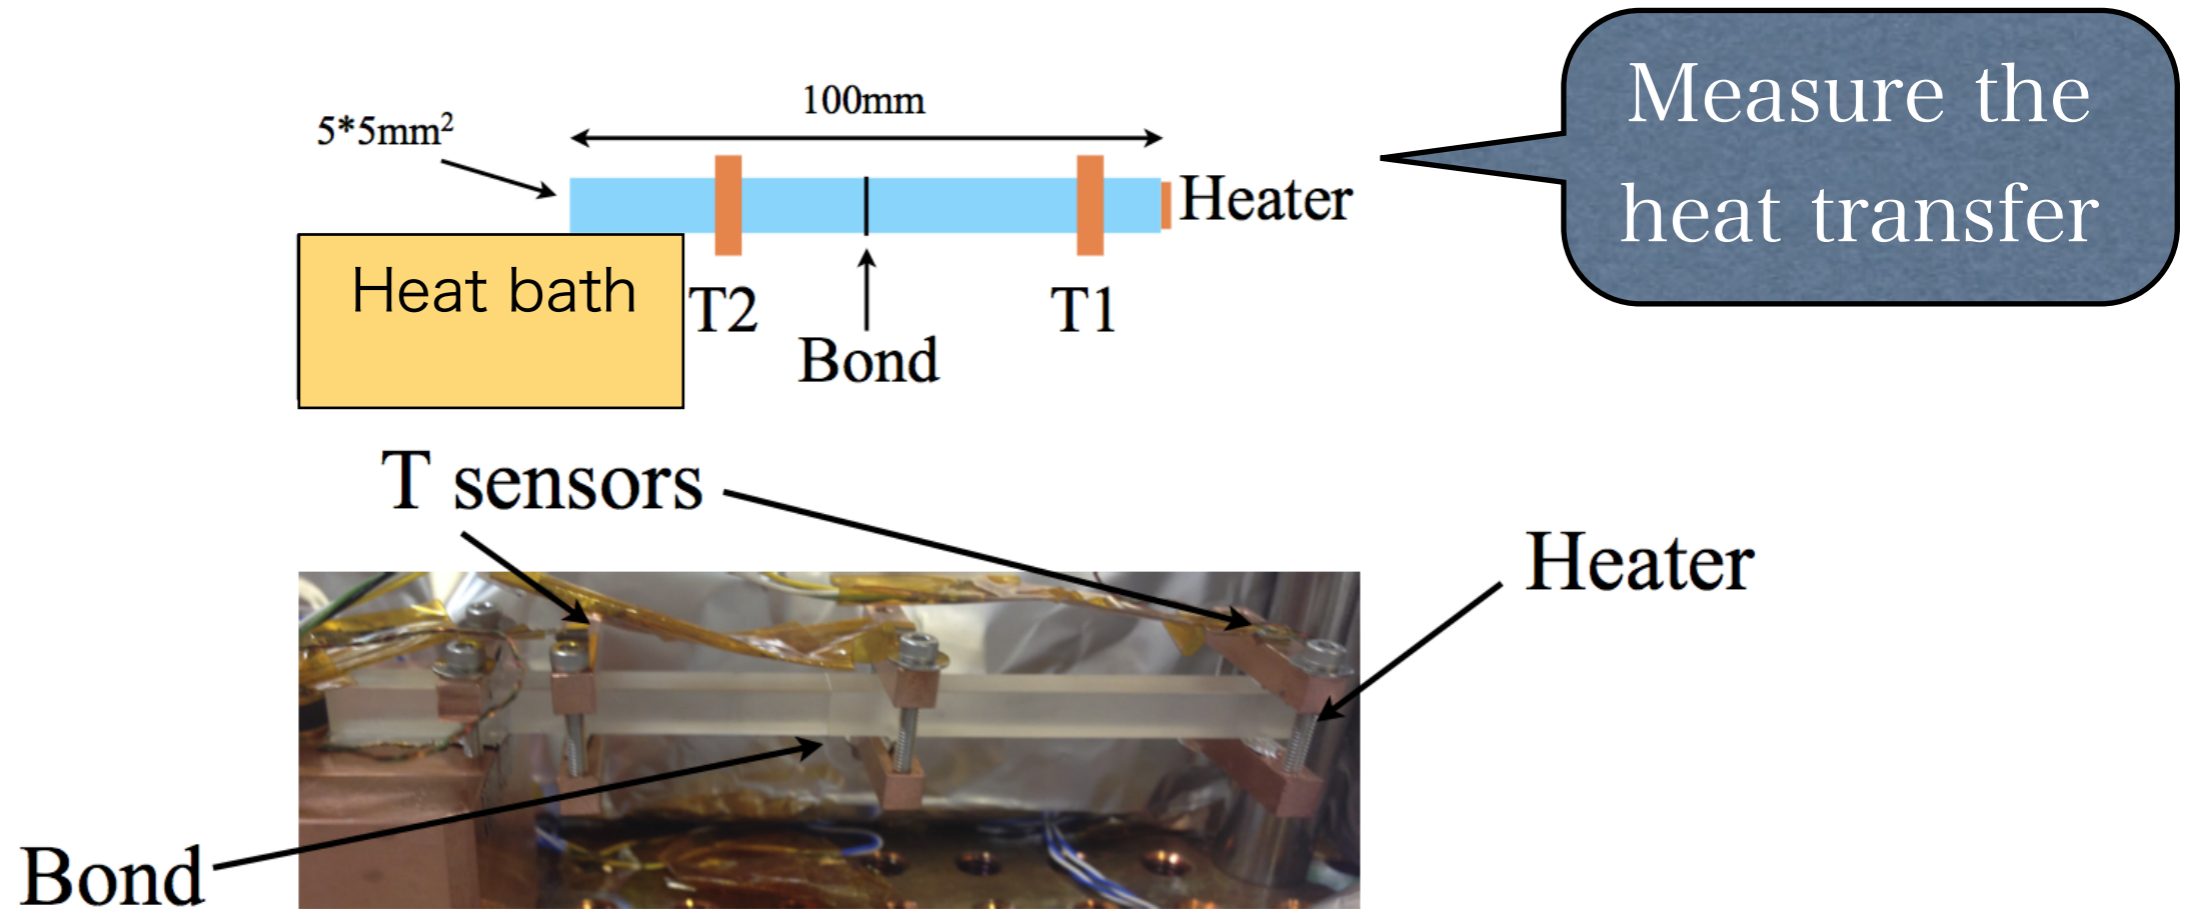 Measure the
heat transfer
100mm
5*5mm²
Heater
Heat bath
T2
T1
Bond
T sensors
Heater
Bond